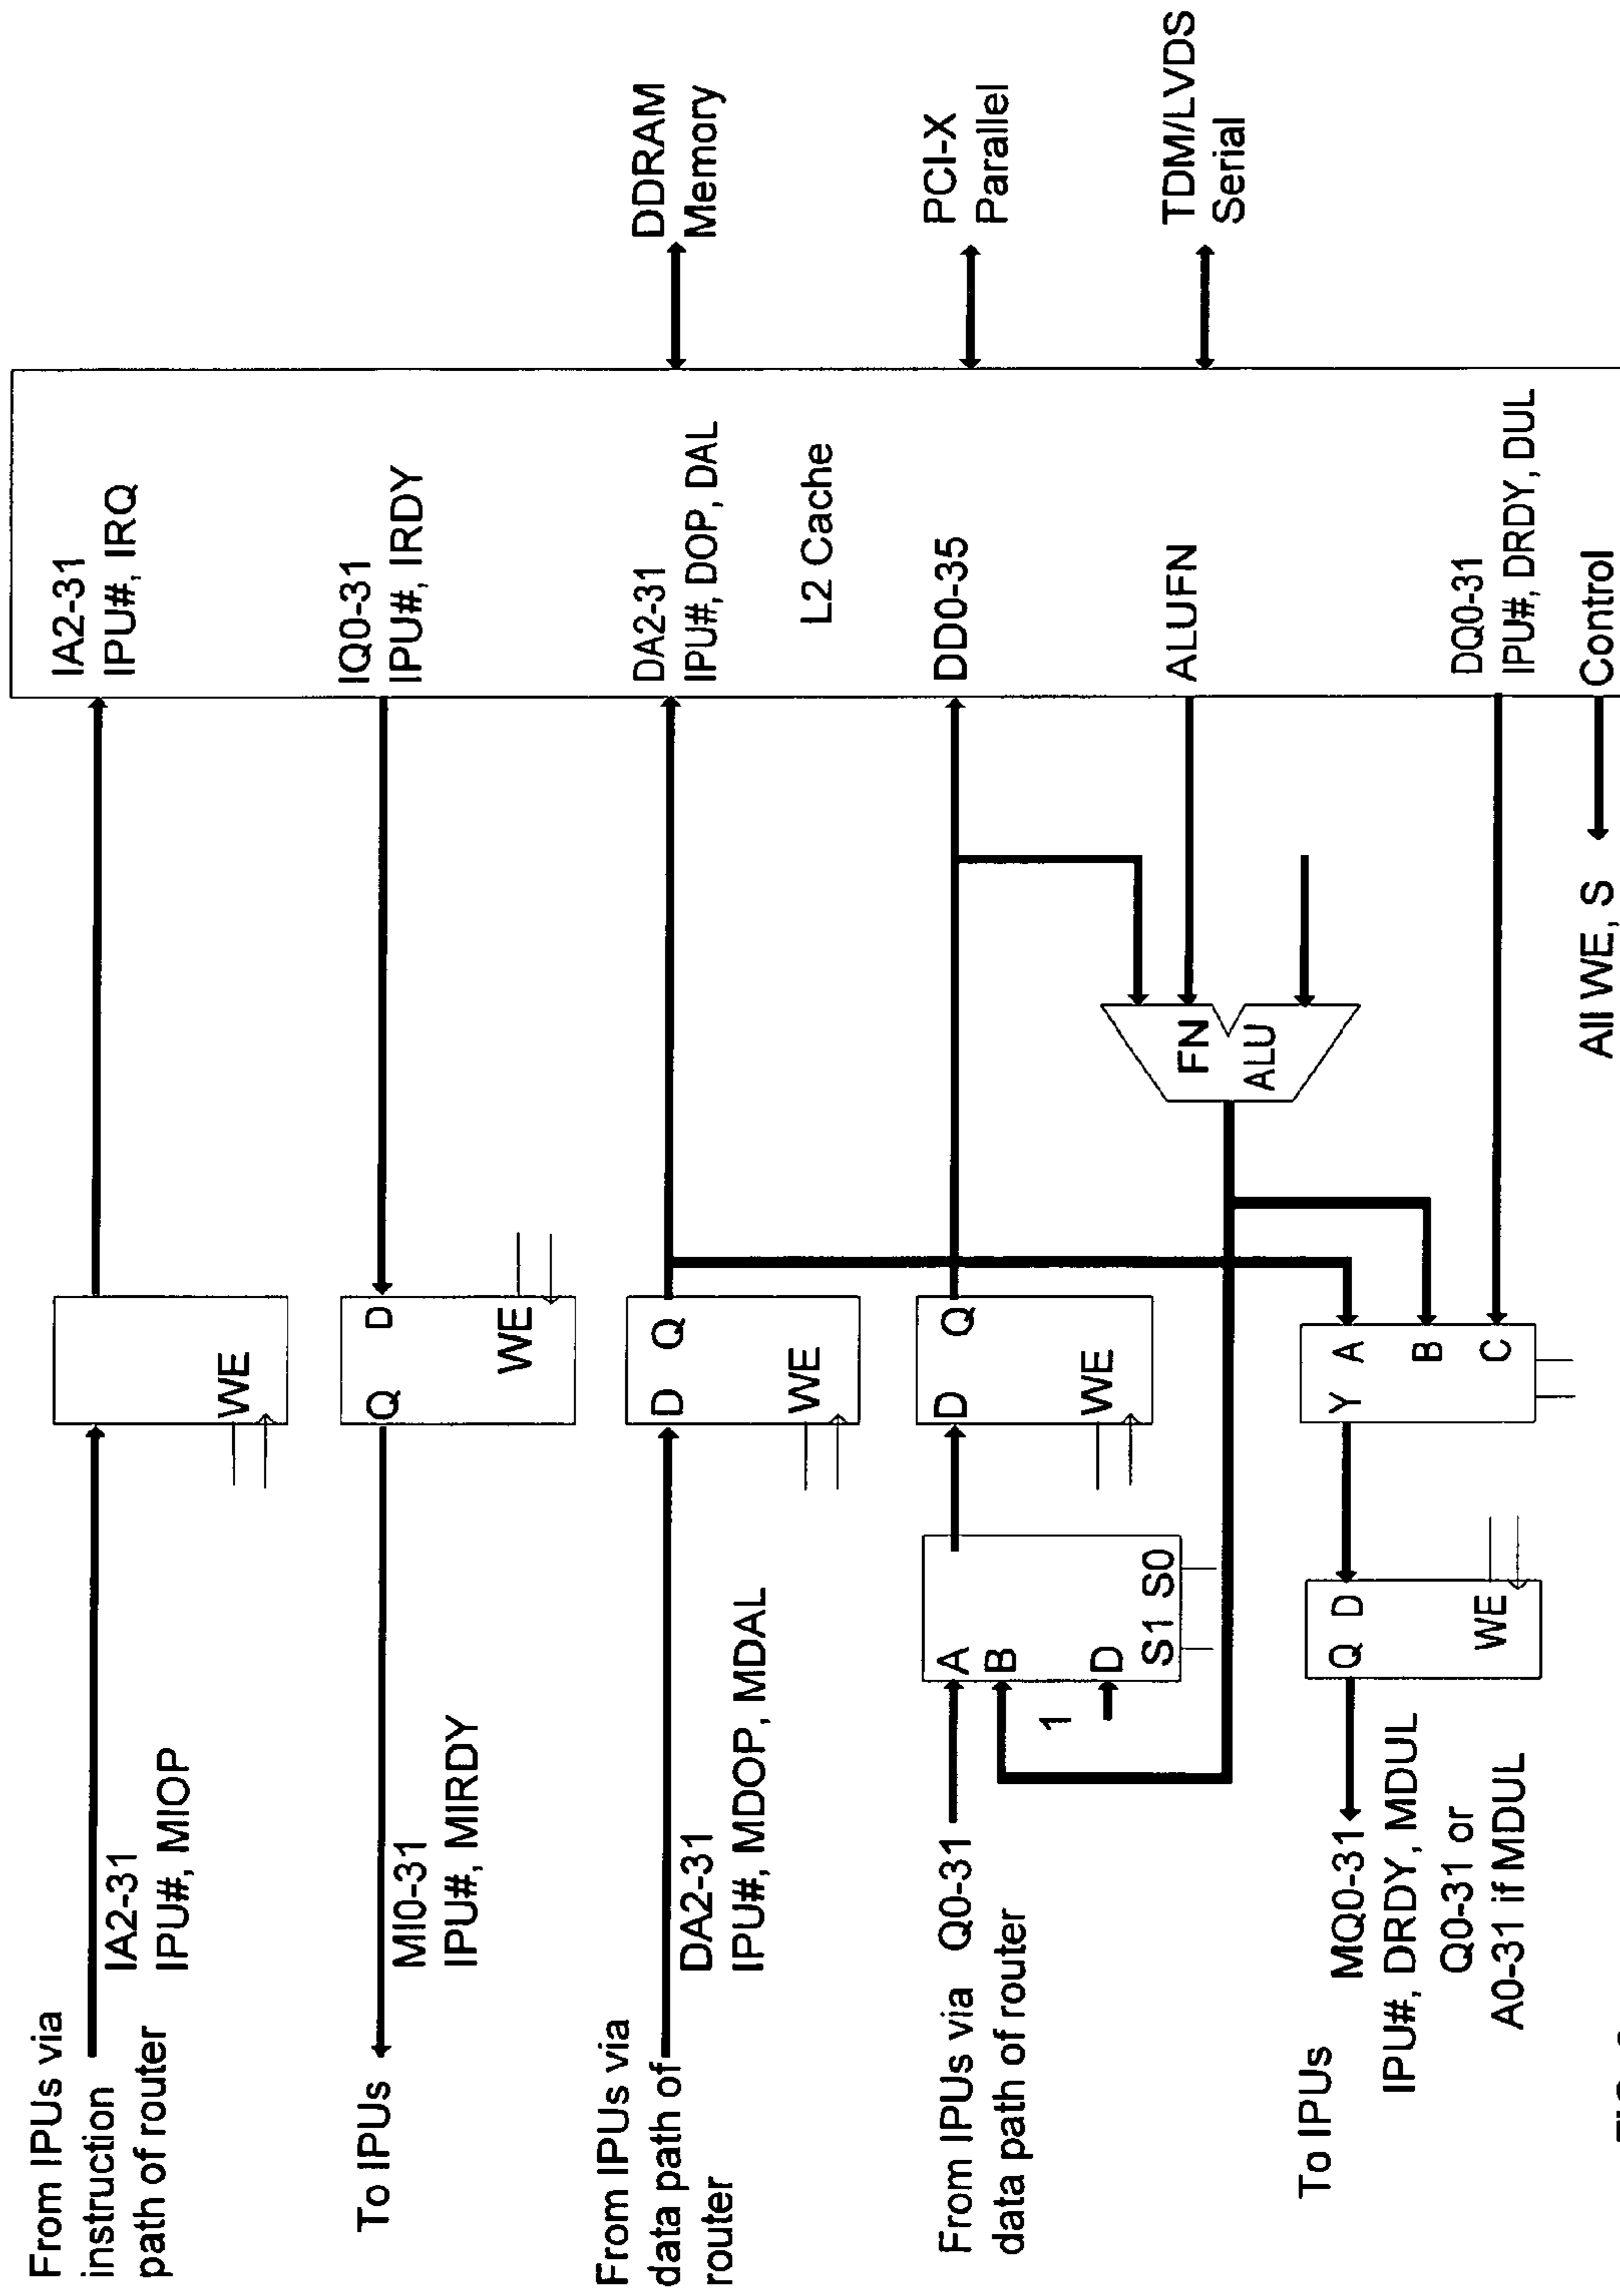 From IPUs via
instruction
path of router
IA2-31
IPU#, MIOP
WE
IA2-31
IPU#, IRQ
To IPUs
MI0-31
IPU#, MIRDY
Q D
WE
IQ0-31
IPU#, IRDY
From IPUs via
data path of
router
DA2-31
IPU#, MDOP, MDAL
D Q
WE
DA2-31
IPU#, DOP, DAL
DDRAM
Memory
L2 Cache
From IPUs via Q0-31
data path of router
A
B
1
D
S1 S0
D Q
WE
DD0-35
PCI-X
Parallel
FN
ALU
ALUFN
TDM/LVDS
Serial
To IPUs
MQ0-31
IPU#, DRDY, MDUL
Q0-31 or
A0-31 if MDUL
Q D
WE
Y A
B
C
DQ0-31
IPU#, DRDY, DUL
All WE, S
Control